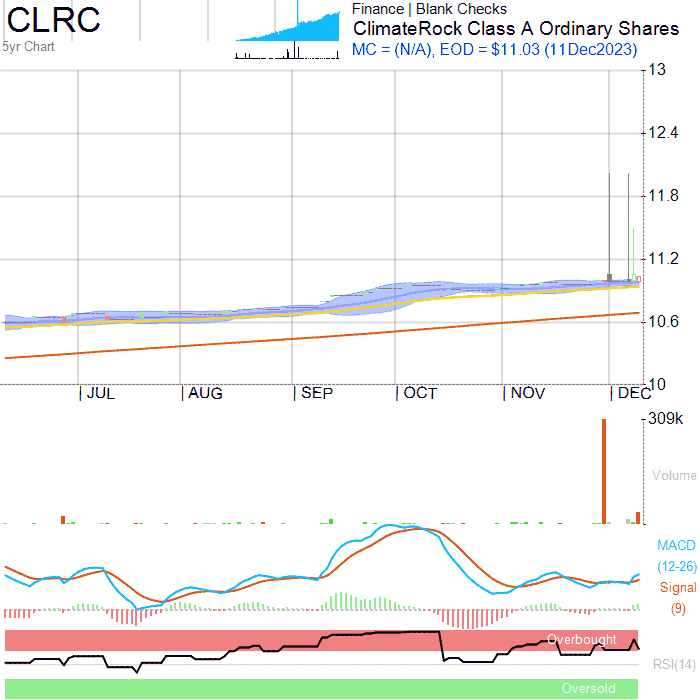 CLRC
5yr Chart
Finance | Blank Checks
ClimateRock Class A Ordinary Shares
MC = (N/A), EOD = $11.03 (11Dec2023)
13
12.4
11.8
11.2
10.6
10
JUL AUG SEP OCT NOV DEC
309k
Volume
MACD
(12-26)
Signal
(9)
Overbought
RSI(14)
Oversold